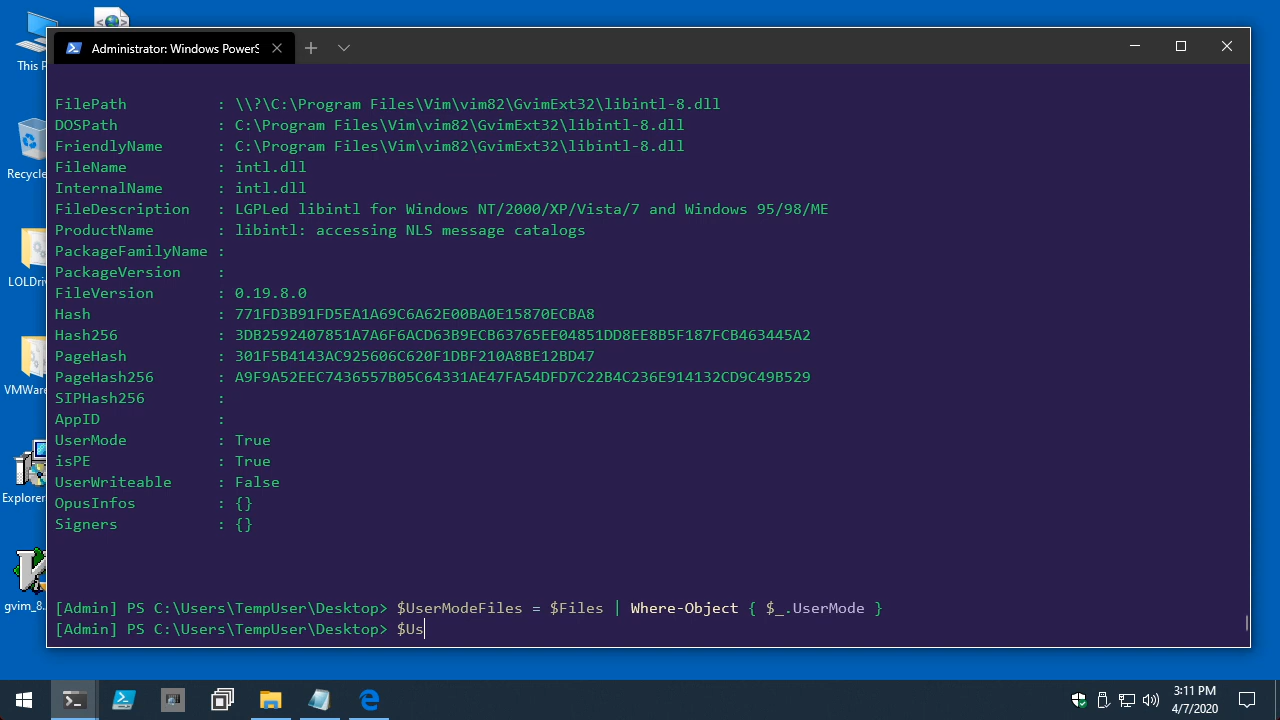 This P
Administrator: Windows PowerS
FilePath : \\?\C:\Program Files\Vim\vim82\GvimExt32\libintl-8.dll
DOSPath : C:\Program Files\Vim\vim82\GvimExt32\libintl-8.dll
FriendlyName : C:\Program Files\Vim\vim82\GvimExt32\libintl-8.dll
FileName : intl.dll
InternalName : intl.dll
FileDescription : LGPLed libintl for Windows NT/2000/XP/Vista/7 and Windows 95/98/ME
ProductName : libintl: accessing NLS message catalogs
PackageFamilyName :
PackageVersion :
FileVersion : 0.19.8.0
Hash : 771FD3B91FD5EA1A69C6A62E00BA0E15870ECBA8
Hash256 : 3DB2592407851A7A6F6ACD63B9ECB63765EE04851DD8EE8B5F187FCB463445A2
PageHash : 301F5B4143AC925606C620F1DBF210A8BE12BD47
PageHash256 : A9F9A52EEC7436557B05C64331AE47FA54DFD7C22B4C236E914132CD9C49B529
SIPHash256 :
AppID :
UserMode : True
isPE : True
UserWriteable : False
OpusInfos : {}
Signers : {}
[Admin] PS C:\Users\TempUser\Desktop> $UserModeFiles = $Files | Where-Object { $_.UserMode }
[Admin] PS C:\Users\TempUser\Desktop> $Us
Recycle
LOLDriv
VMWare
Explorer
gvim_8.
3:11 PM
4/7/2020